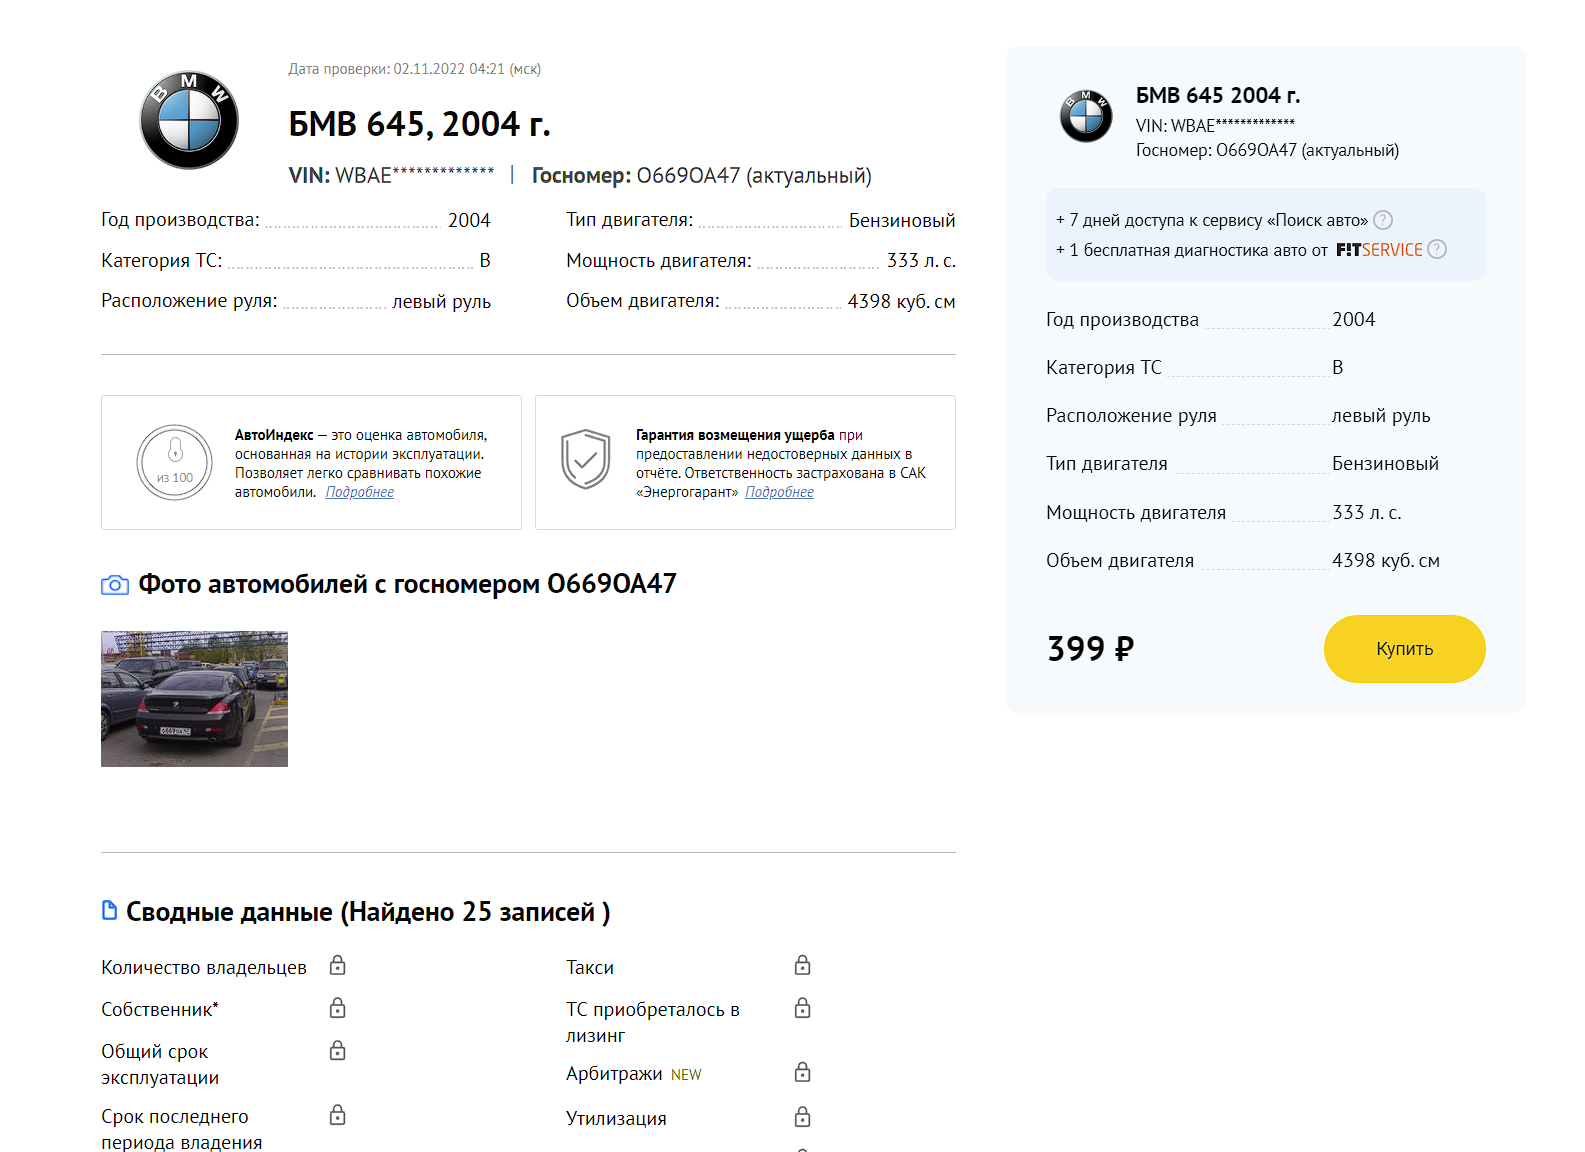 Дата проверки: 02.11.2022 04:21 (мск)
БМВ 645, 2004 г.
VIN: WBAE************* | Госномер: О669ОА47 (актуальный)
Год производства: 2004
Категория ТС: B
Расположение руля: левый руль
Тип двигателя: Бензиновый
Мощность двигателя: 333 л. с.
Объем двигателя: 4398 куб. см
из 100
АвтоИндекс — это оценка автомобиля,
основанная на истории эксплуатации.
Позволяет легко сравнивать похожие
автомобили. Подробнее
Гарантия возмещения ущерба при
предоставлении недостоверных данных в
отчёте. Ответственность застрахована в САК
«Энергогарант» Подробнее
Фото автомобилей с госномером О669ОА47
О669ОА47
Сводные данные (Найдено 25 записей )
Количество владельцев
Собственник*
Общий срок
эксплуатации
Срок последнего
периода владения
Такси
ТС приобреталось в
лизинг
Арбитражи NEW
Утилизация
БМВ 645 2004 г.
VIN: WBAE*************
Госномер: О669ОА47 (актуальный)
+ 7 дней доступа к сервису «Поиск авто» ?
+ 1 бесплатная диагностика авто от F!TSERVICE ?
Год производства 2004
Категория ТС B
Расположение руля левый руль
Тип двигателя Бензиновый
Мощность двигателя 333 л. с.
Объем двигателя 4398 куб. см
399 ₽
Купить
BMW
BMW